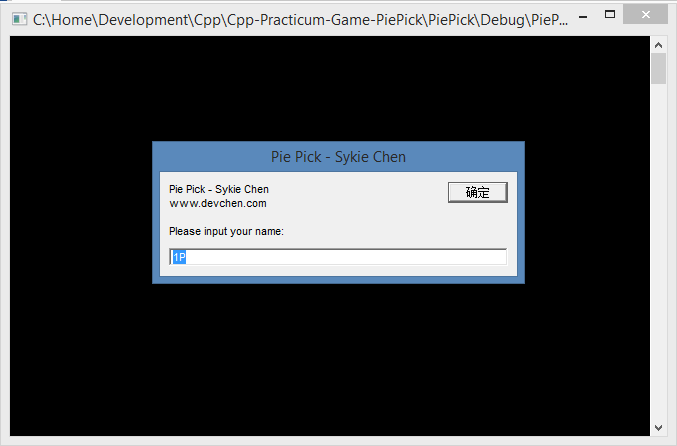 C:\Home\Development\Cpp\Cpp-Practicum-Game-PiePick\PiePick\Debug\PieP...
Pie Pick - Sykie Chen
Pie Pick - Sykie Chen
www.devchen.com
确定
Please input your name:
1P